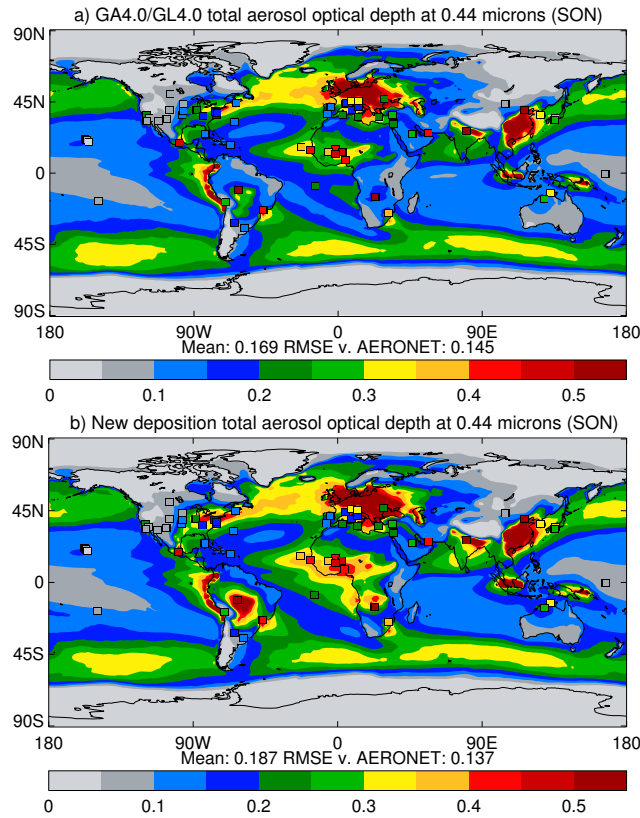 a) GA4.0/GL4.0 total aerosol optical depth at 0.44 microns (SON)
90N
45N
0
45S
90S
180 90W 0 90E 180
Mean: 0.169 RMSE v. AERONET: 0.145
0 0.1 0.2 0.3 0.4 0.5
b) New deposition total aerosol optical depth at 0.44 microns (SON)
90N
45N
0
45S
90S
180 90W 0 90E 180
Mean: 0.187 RMSE v. AERONET: 0.137
0 0.1 0.2 0.3 0.4 0.5